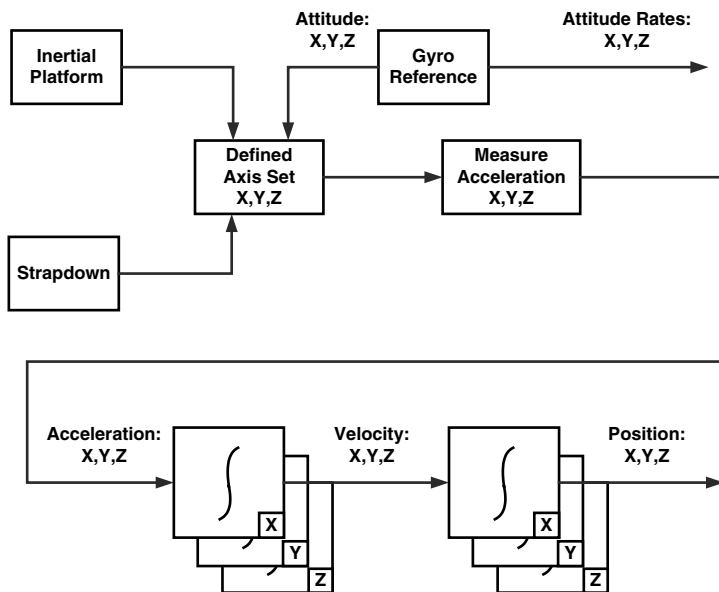 Attitude:
X,Y,Z
Attitude Rates:
X,Y,Z
Inertial
Platform
Gyro
Reference
Defined
Axis Set
X,Y,Z
Measure
Acceleration
X,Y,Z
Strapdown
Acceleration:
X,Y,Z
Velocity:
X,Y,Z
Position:
X,Y,Z
∫
X
Y
Z
∫
X
Y
Z